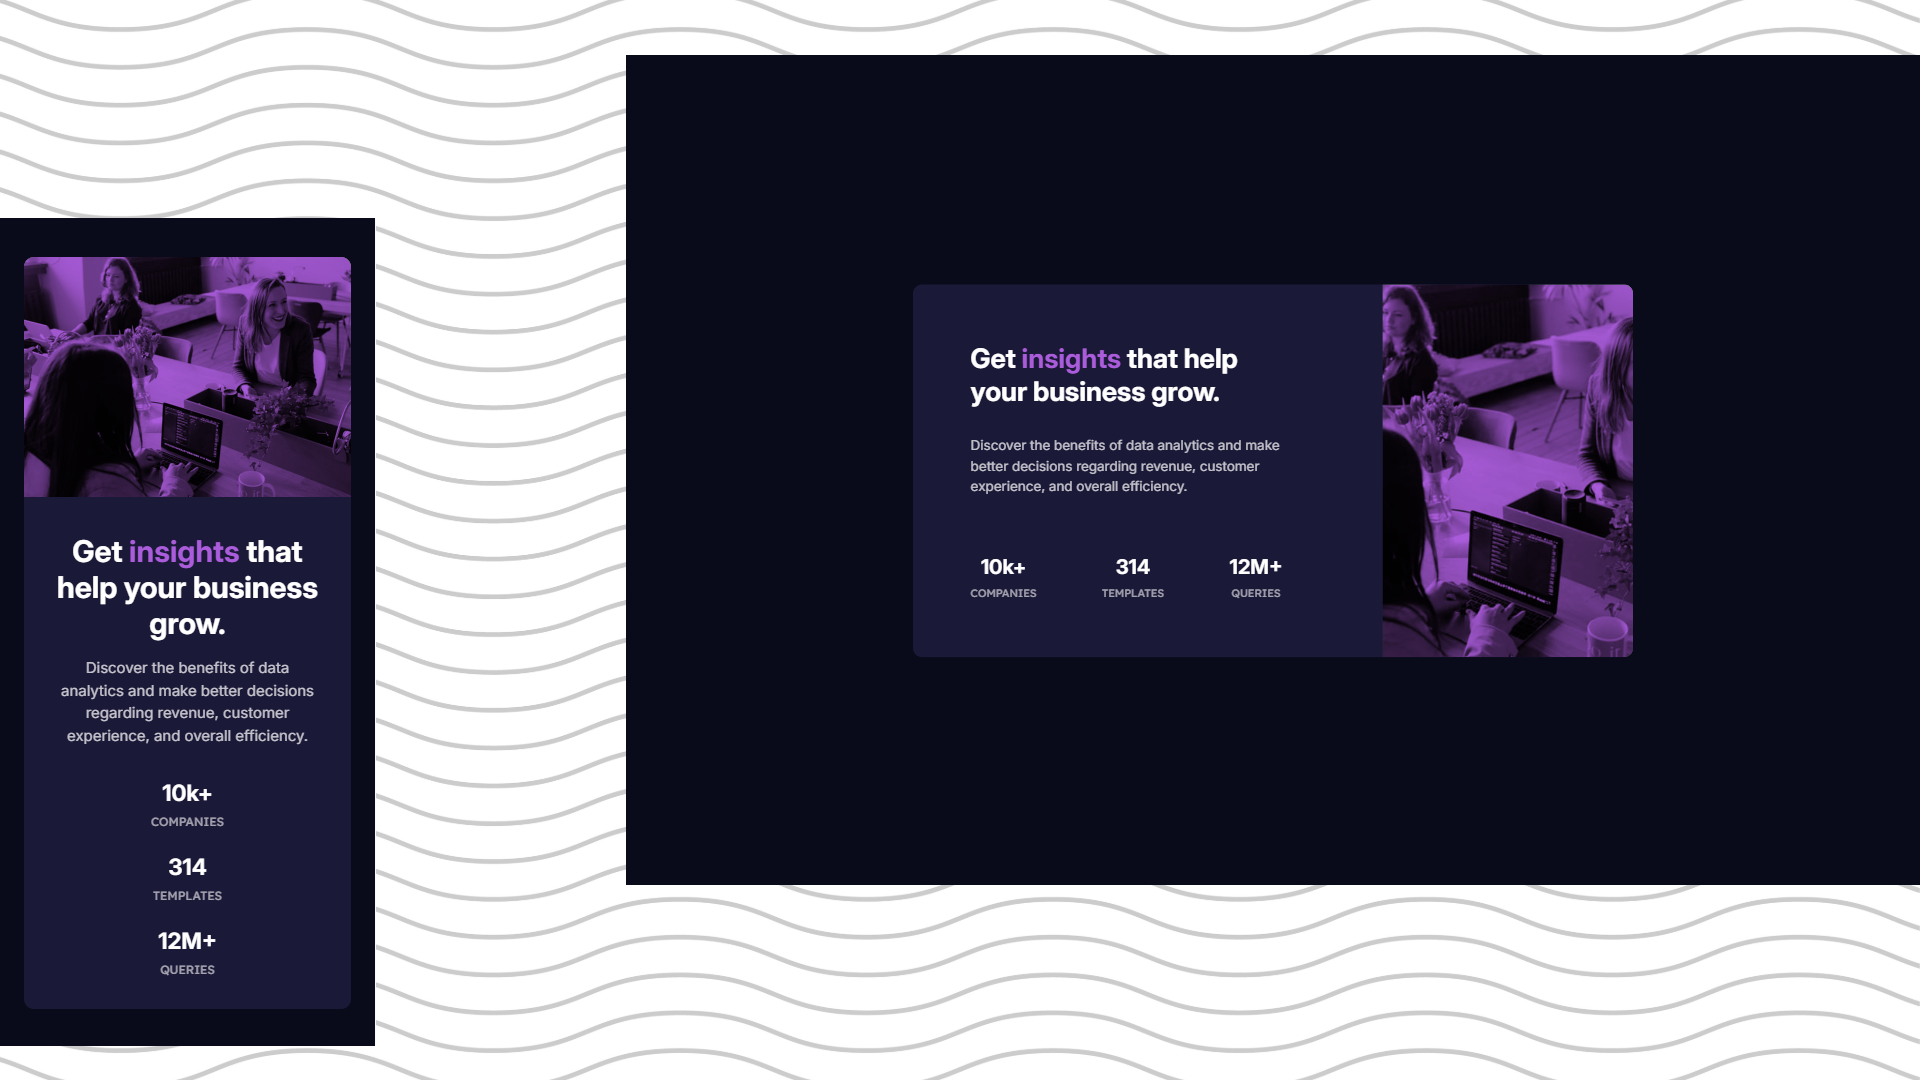 Get insights that
help your business
grow.
Discover the benefits of data
analytics and make better decisions
regarding revenue, customer
experience, and overall efficiency.
10k+
COMPANIES
314
TEMPLATES
12M+
QUERIES
Get insights that help
your business grow.
Discover the benefits of data analytics and make
better decisions regarding revenue, customer
experience, and overall efficiency.
10k+ 314 12M+
COMPANIES TEMPLATES QUERIES